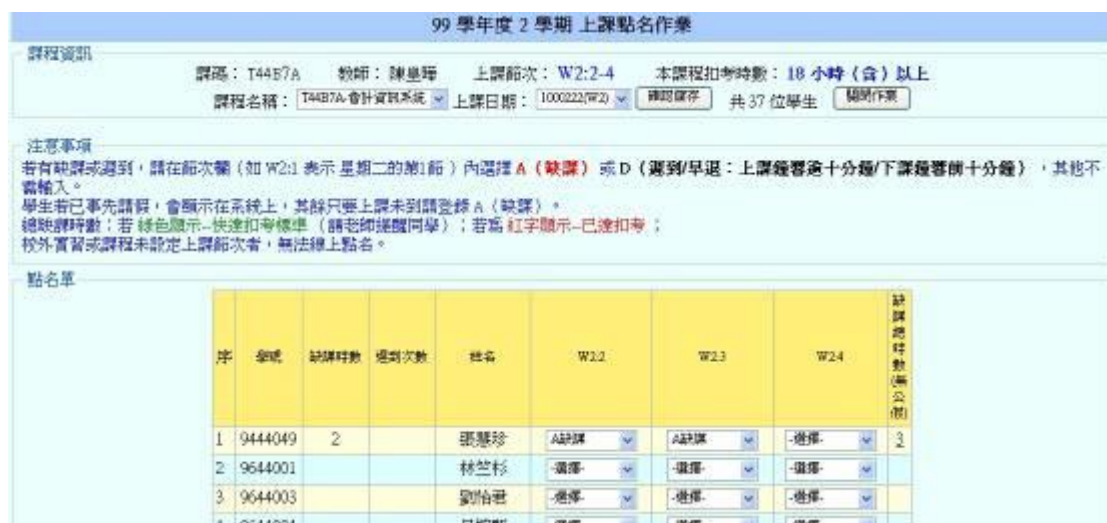 99 學年度 2 學期 上課點名作業
課程資訊
課碼：T44B7A 教師：陳皇曄 上課節次：W2:2-4 本課程扣考時數：18 小時（含）以上
課程名稱：T44B7A-會計資訊系統 上課日期：1000222(W2) 確認儲存 共 37 位學生 關閉作業
注意事項
若有缺課或遲到，請在節次欄（如 W2:1 表示 星期二的第1節）內選擇 A（缺課）或 D（遲到/早退：上課鐘響逾十分鐘/下課鐘響前十分鐘），其他不
需輸入。
學生若已事先請假，會顯示在系統上，其餘只要上課未到請登錄 A（缺課）。
總缺課時數：若 綠色顯示--快達扣考標準（請老師提醒同學）；若為 紅字顯示--已達扣考；
校外實習或課程未設定上課節次者，無法線上點名。
點名單
序 學號 缺課時數 遲到次數 姓名 W2:2 W2:3 W2:4 缺課總時數(無公假)
1 9444049 2 張慧珍 A缺課 A缺課 -選擇- 3
2 9644001 林竺杉 -選擇- -選擇- -選擇-
3 9644003 劉怡君 -選擇- -選擇- -選擇-